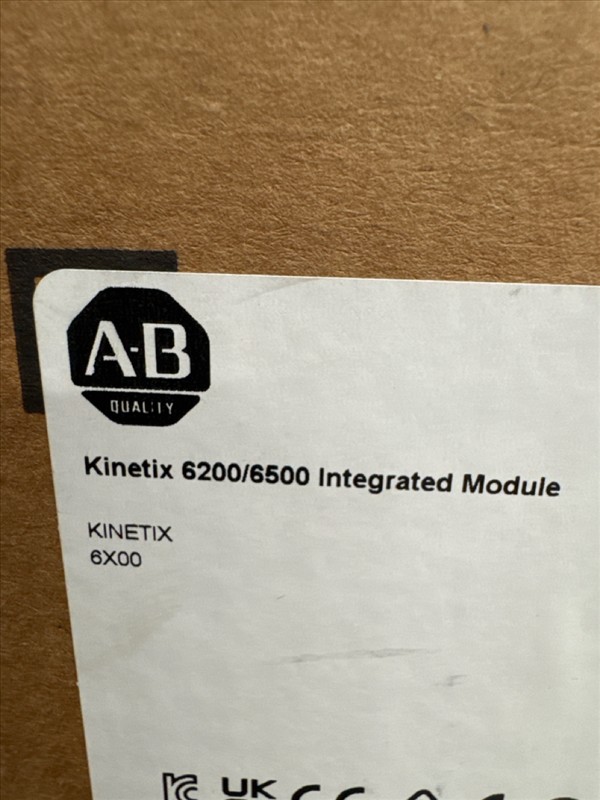 A-B
QUALITY
Kinetix 6200/6500 Integrated Module
KINETIX
6X00
UK